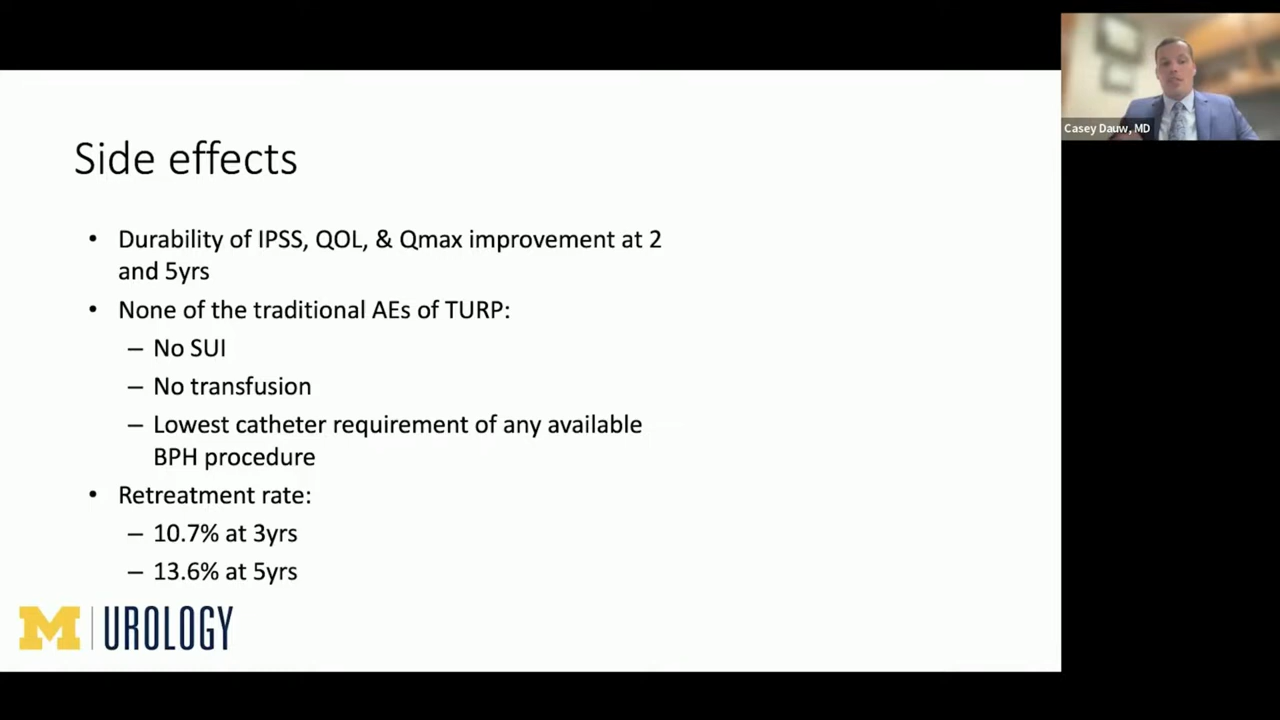 Side effects
• Durability of IPSS, QOL, & Qmax improvement at 2
and 5yrs
• None of the traditional AEs of TURP:
– No SUI
– No transfusion
– Lowest catheter requirement of any available
BPH procedure
• Retreatment rate:
– 10.7% at 3yrs
– 13.6% at 5yrs
M | UROLOGY
Casey Dauw, MD